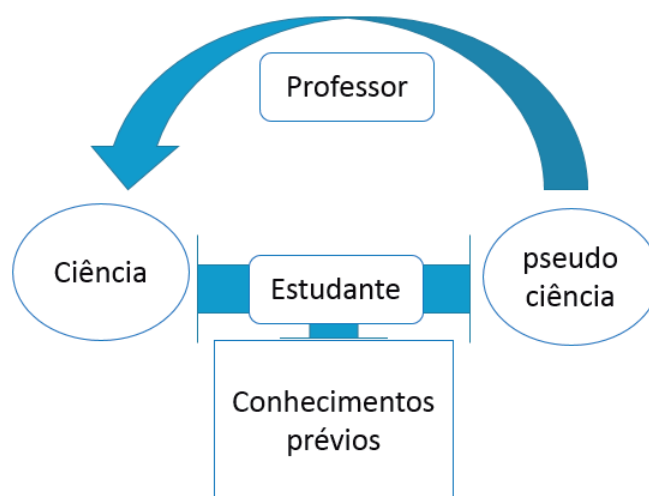 Professor
Ciência
Estudante
pseudo
ciência
Conhecimentos
prévios